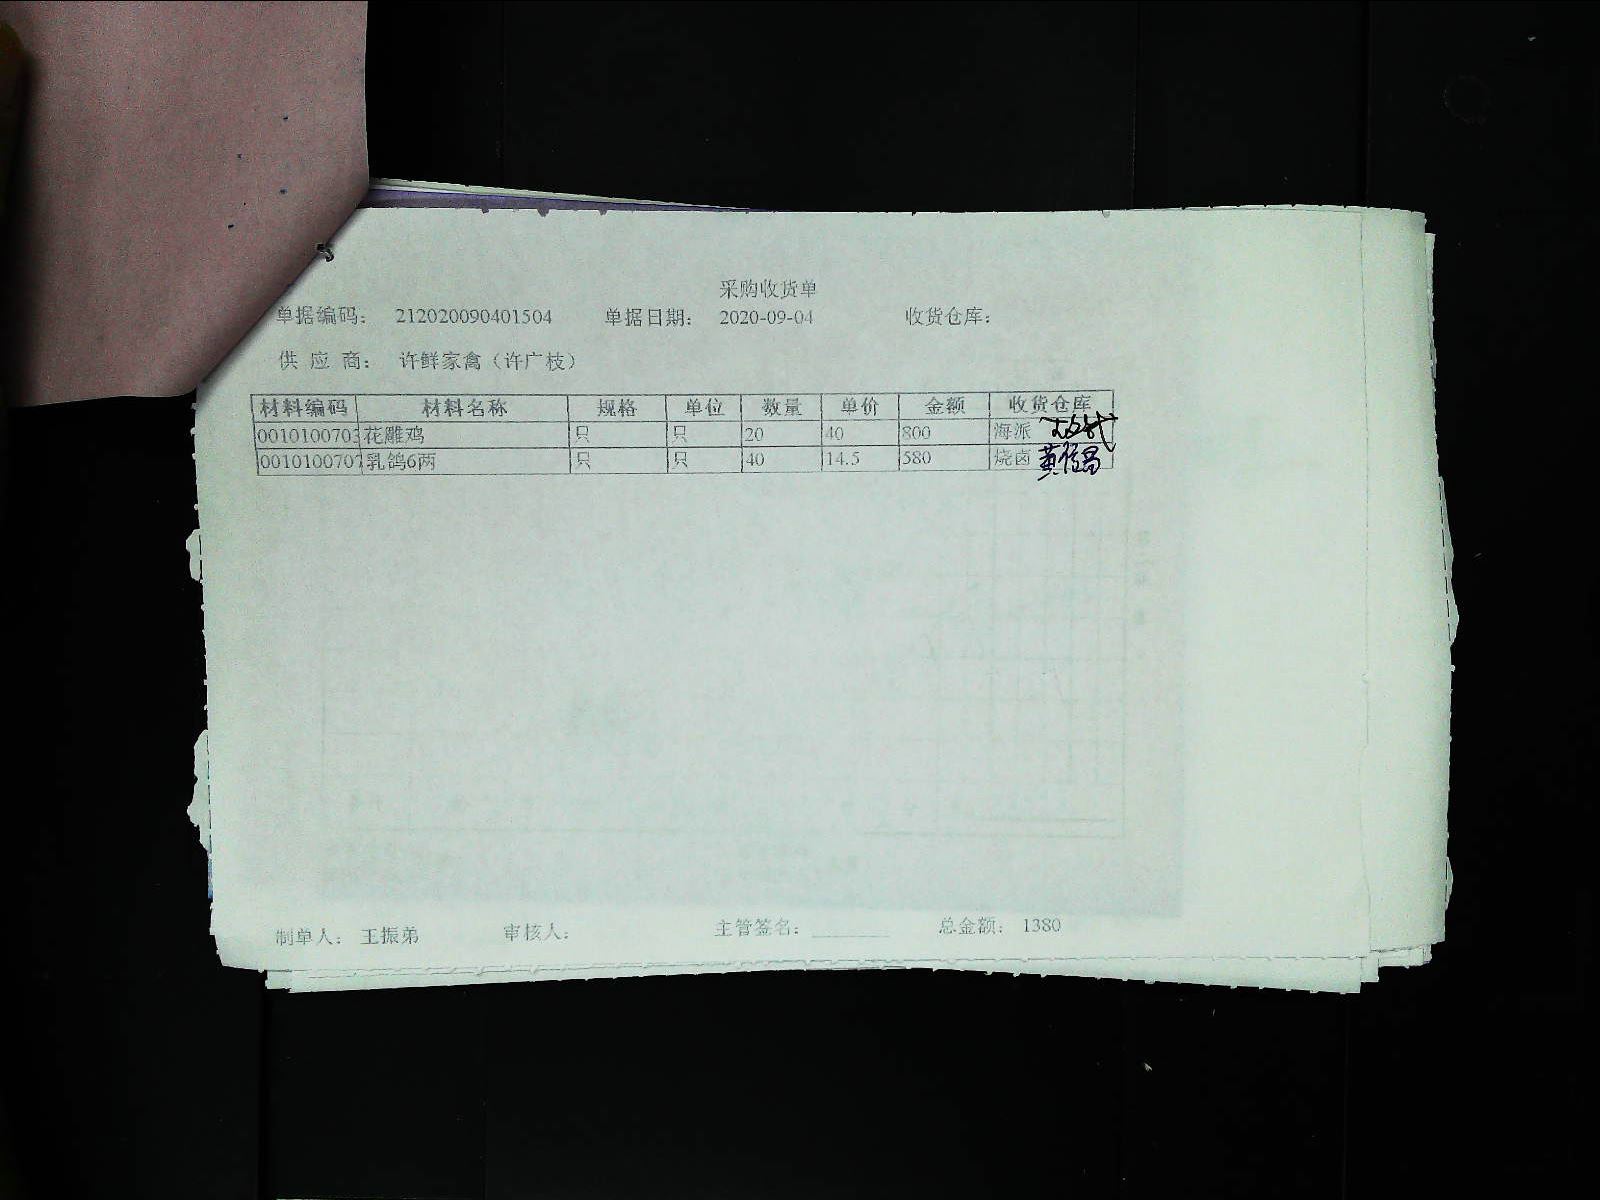 采购收货单
单据编码： 212020090401504 单据日期： 2020-09-04 收货仓库：
供 应 商： 许鲜家禽（许广枝）
材料编码 材料名称 规格 单位 数量 单价 金额 收货仓库
0010100703 花雕鸡 只 只 20 40 800 海派
0010100707 乳鸽6两 只 只 40 14.5 580 烧卤
制单人： 王振弟 审核人： 主管签名： 总金额： 1380